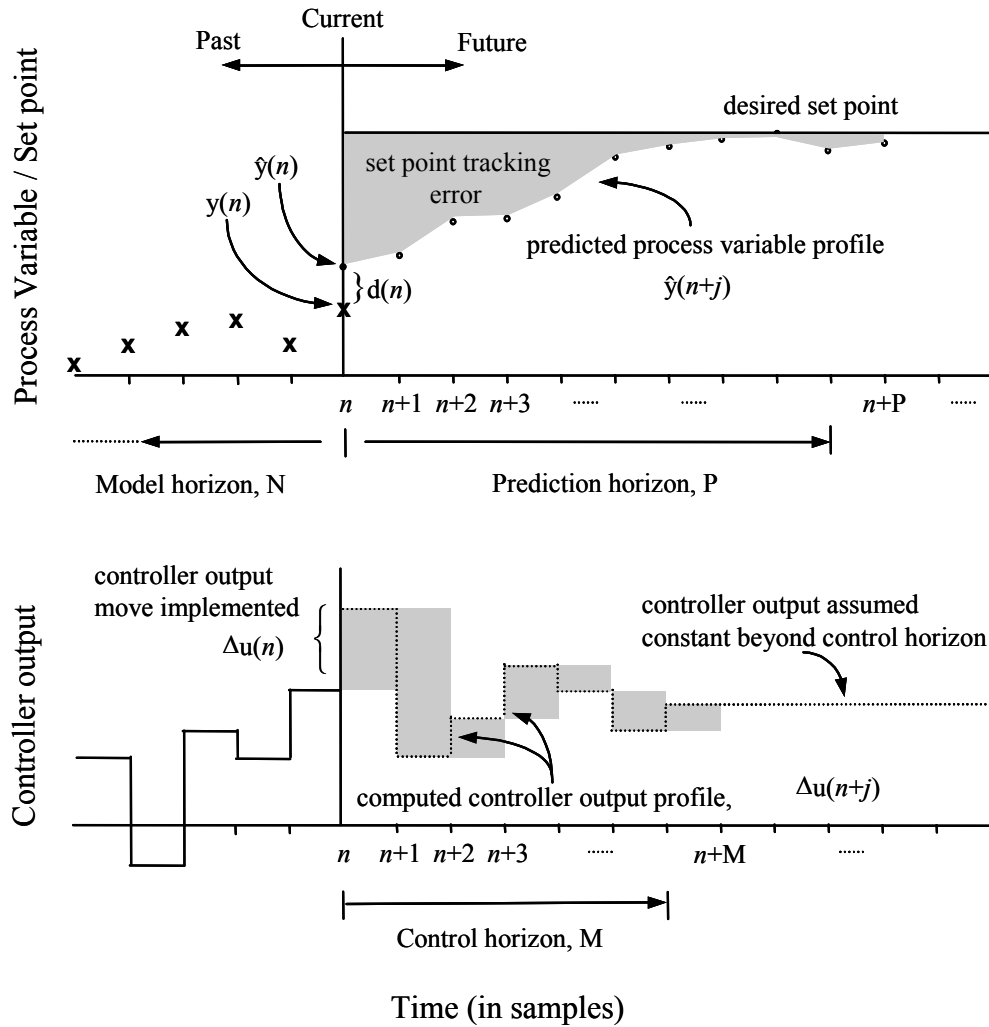 Current
Past
Future
Process Variable / Set point
desired set point
ŷ(n)
set point tracking
error
y(n)
predicted process variable profile
ŷ(n+j)
} d(n)
n n+1 n+2 n+3 ...... ...... n+P ......
Model horizon, N
Prediction horizon, P
controller output
move implemented
Δu(n)
{
controller output assumed
constant beyond control horizon
Controller output
computed controller output profile,
Δu(n+j)
n n+1 n+2 n+3 ...... n+M ......
Control horizon, M
Time (in samples)